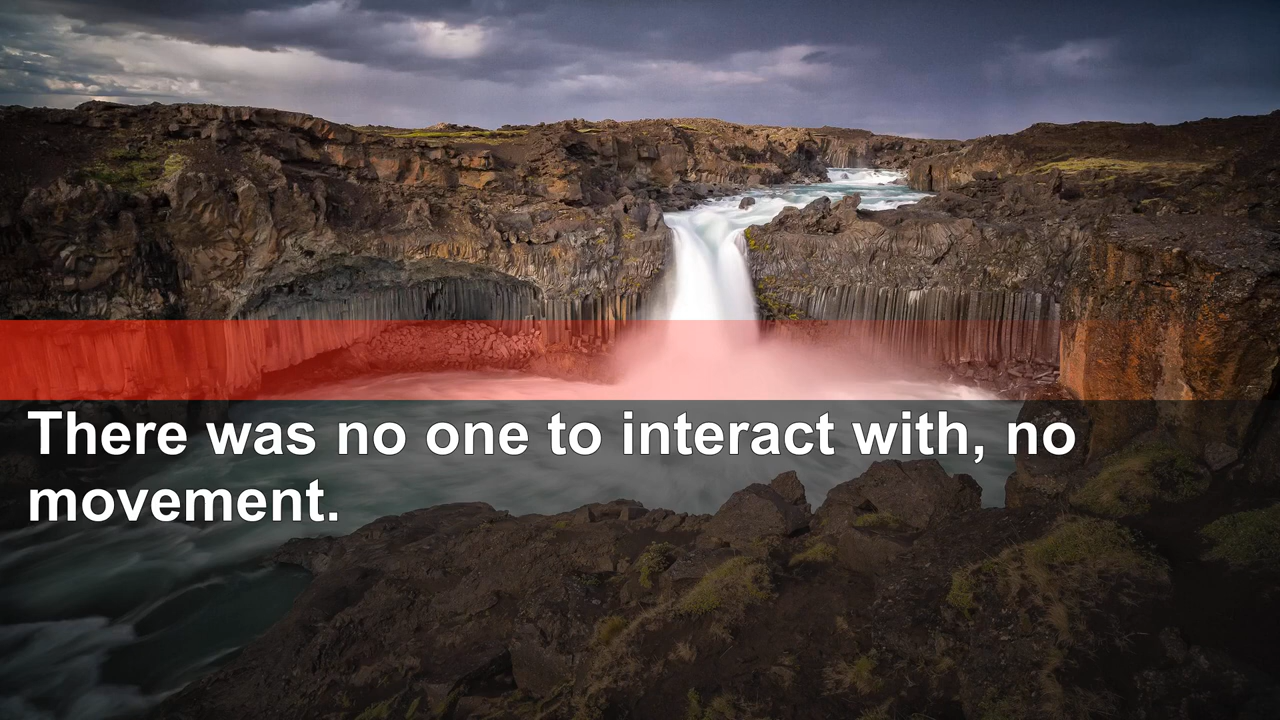 There was no one to interact with, no
movement.